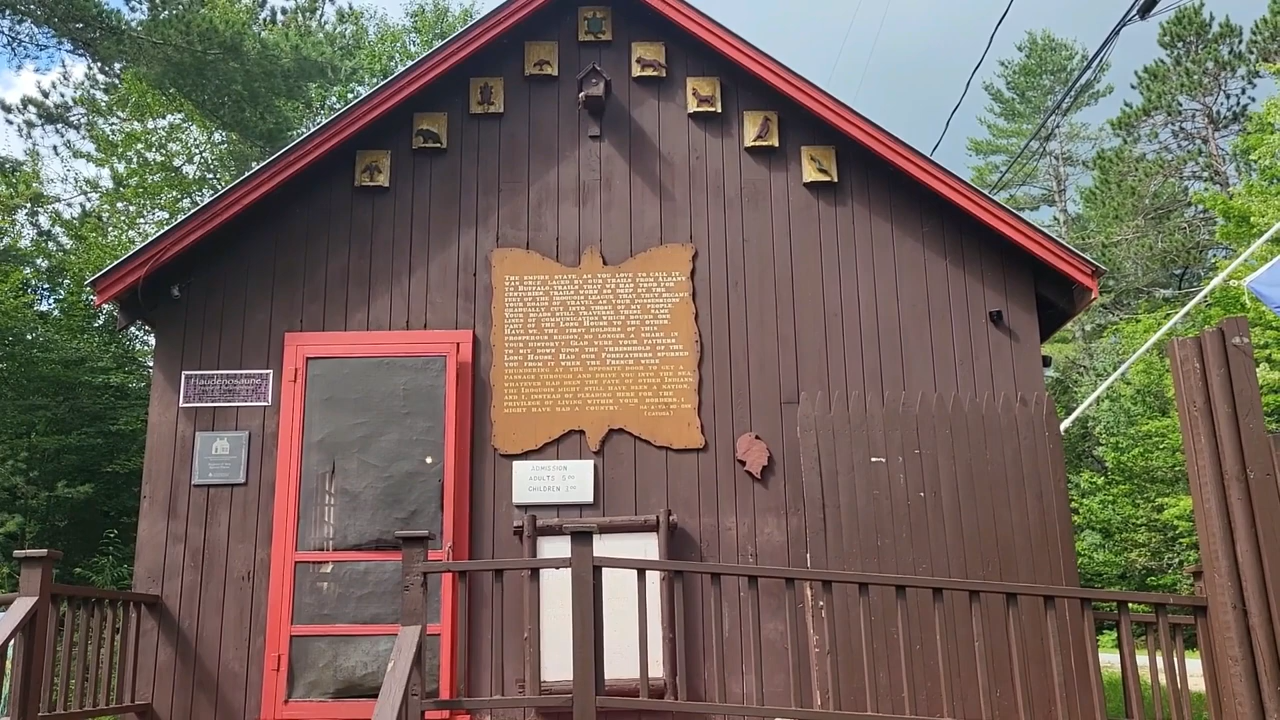 THE EMPIRE STATE, AS YOU LOVE TO CALL IT,
WAS ONCE LACED BY OUR TRAILS FROM ALBANY
TO BUFFALO. TRAILS THAT WE HAD TROD FOR
CENTURIES. TRAILS WORN SO DEEP BY THE
FEET OF THE IROQUOIS LEAGUE THAT THEY BECAME
YOUR ROADS OF TRAVEL AS YOUR POSSESSIONS
GRADUALLY CUT INTO THOSE OF MY PEOPLE.
YOUR ROADS STILL TRAVERSE THESE SAME
LINES OF COMMUNICATION WHICH BOUND ONE
PART OF THE LONG HOUSE TO THE OTHER.
HAVE WE, THE FIRST HOLDERS OF THIS
PROSPEROUS REGION, NO LONGER A SHARE IN
YOUR HISTORY? GLAD WERE YOUR FATHERS
TO SIT DOWN UPON THE THRESHHOLD OF THE
LONG HOUSE. HAD OUR FOREFATHERS SPURNED
YOU FROM IT WHEN THE FRENCH WERE
THUNDERING AT THE OPPOSITE DOOR TO GET A
PASSAGE THROUGH AND DRIVE YOU INTO THE SEA,
WHATEVER HAD BEEN THE FATE OF OTHER INDIANS,
THE IROQUOIS MIGHT STILL HAVE BEEN A NATION,
AND I, INSTEAD OF PLEADING HERE FOR THE
PRIVILEGE OF LIVING WITHIN YOUR BORDERS, I
MIGHT HAVE HAD A COUNTRY.
(CAYUGA)
Haudenosaune
ADMISSION
ADULTS 5.00
CHILDREN